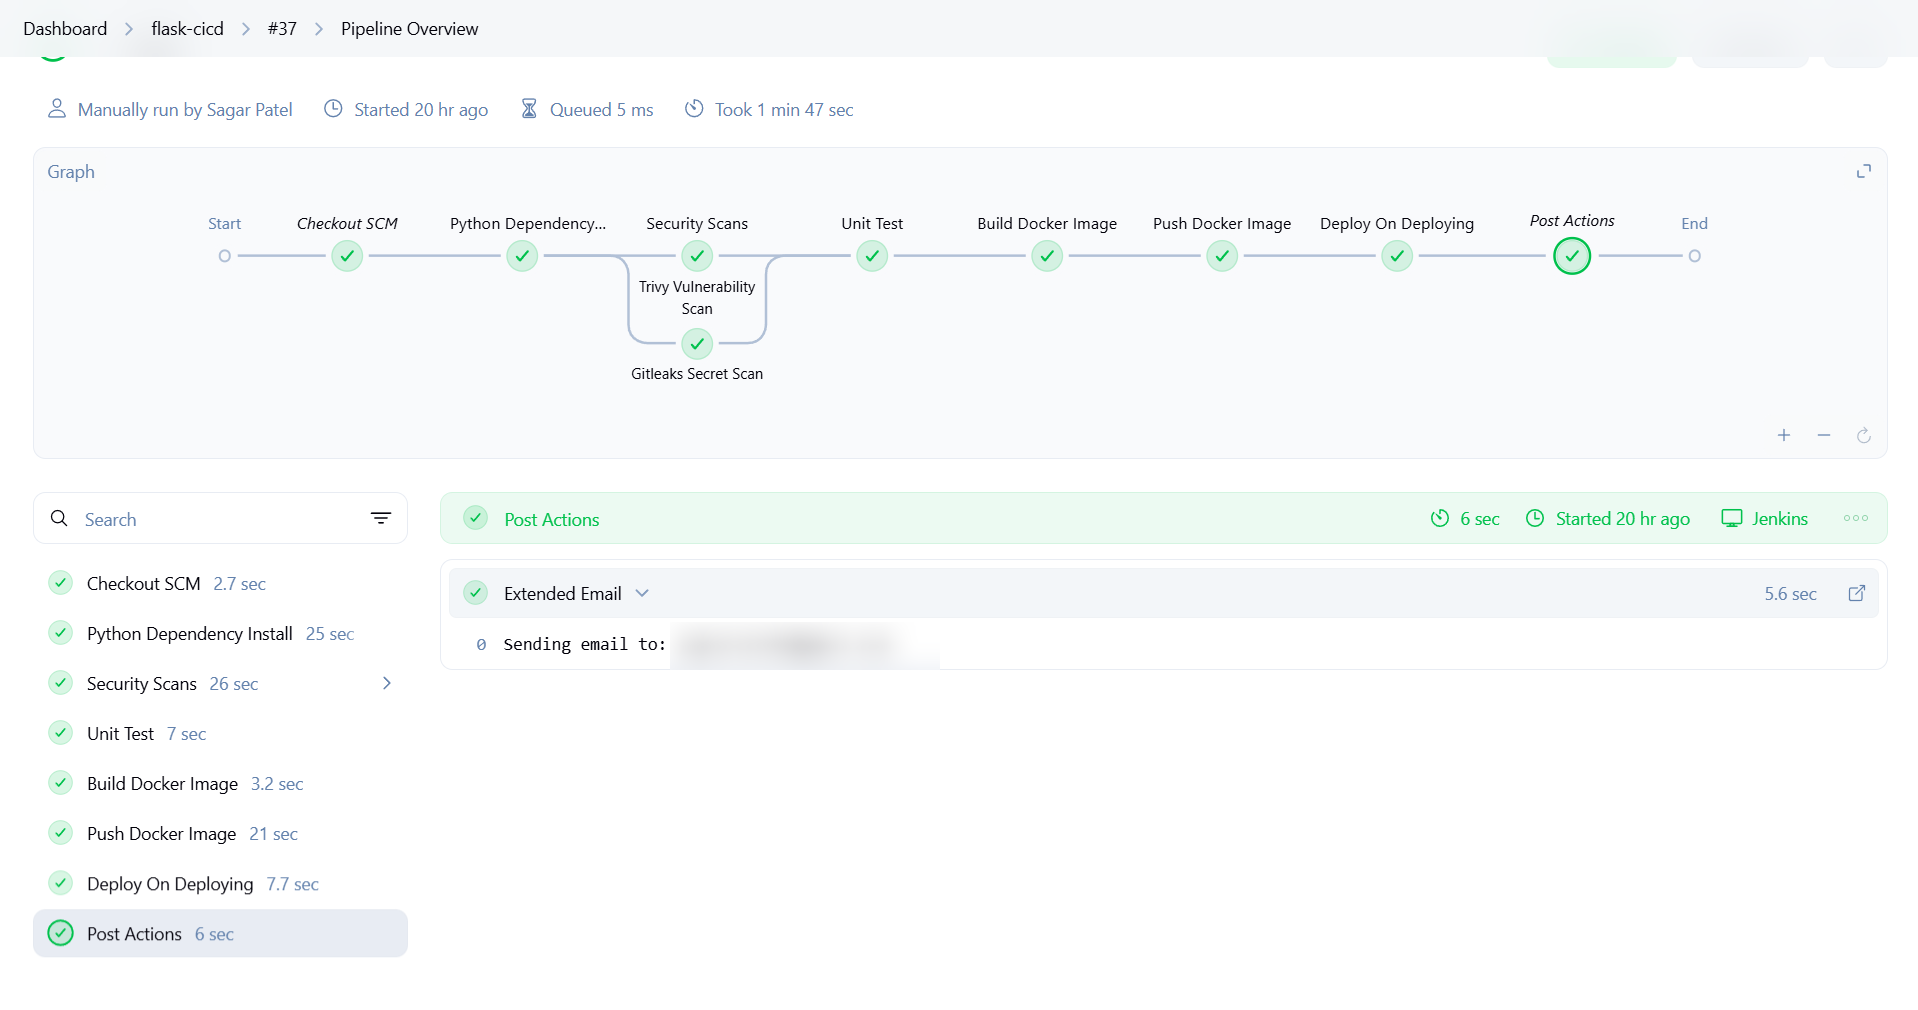 Dashboard > flask-cicd > #37 > Pipeline Overview
Manually run by Sagar Patel Started 20 hr ago Queued 5 ms Took 1 min 47 sec
Graph
Start Checkout SCM Python Dependency... Security Scans Unit Test Build Docker Image Push Docker Image Deploy On Deploying Post Actions End
Trivy Vulnerability
Scan
Gitleaks Secret Scan
Search
Checkout SCM 2.7 sec
Python Dependency Install 25 sec
Security Scans 26 sec
Unit Test 7 sec
Build Docker Image 3.2 sec
Push Docker Image 21 sec
Deploy On Deploying 7.7 sec
Post Actions 6 sec
Post Actions 6 sec Started 20 hr ago Jenkins
Extended Email 5.6 sec
0 Sending email to: